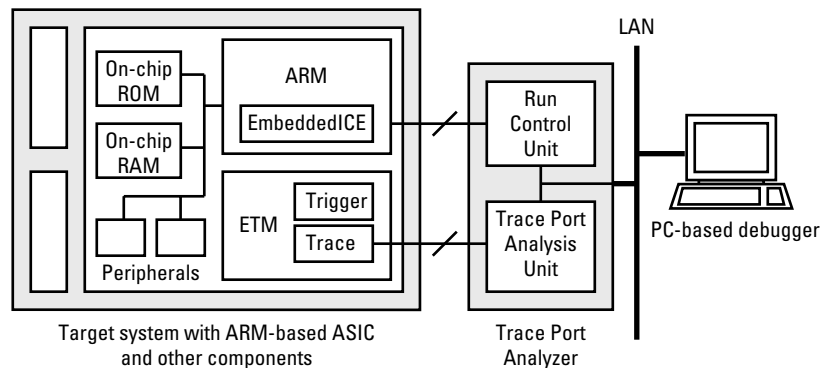 LAN
On-chip
ROM
ARM
EmbeddedICE
On-chip
RAM
Peripherals
ETM
Trigger
Trace
Run
Control
Unit
Trace Port
Analysis
Unit
PC-based debugger
Target system with ARM-based ASIC
and other components
Trace Port
Analyzer